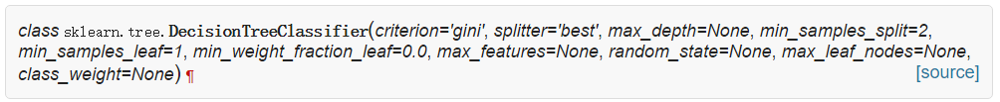 class sklearn.tree.DecisionTreeClassifier(criterion='gini', splitter='best', max_depth=None, min_samples_split=2,
min_samples_leaf=1, min_weight_fraction_leaf=0.0, max_features=None, random_state=None, max_leaf_nodes=None,
class_weight=None) ¶ [source]